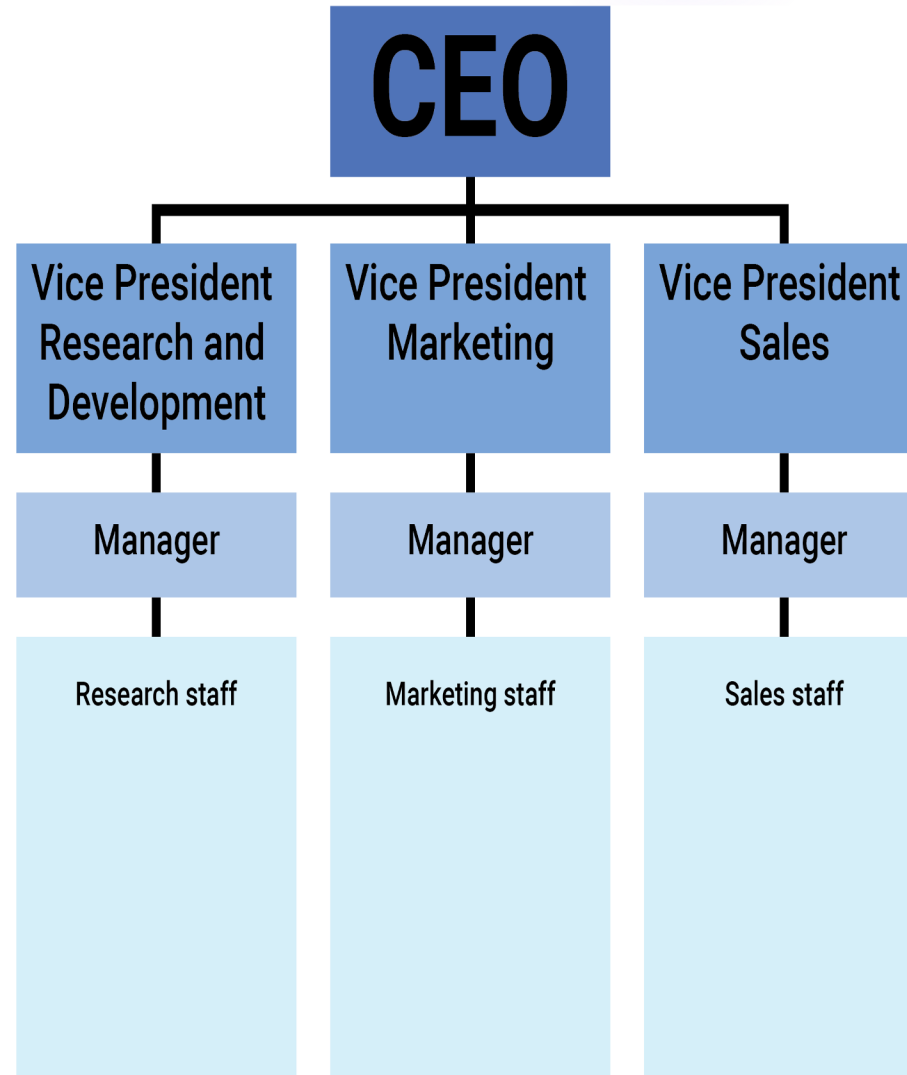 CEO
Vice President
Research and
Development
Vice President
Marketing
Vice President
Sales
Manager
Manager
Manager
Research staff
Marketing staff
Sales staff